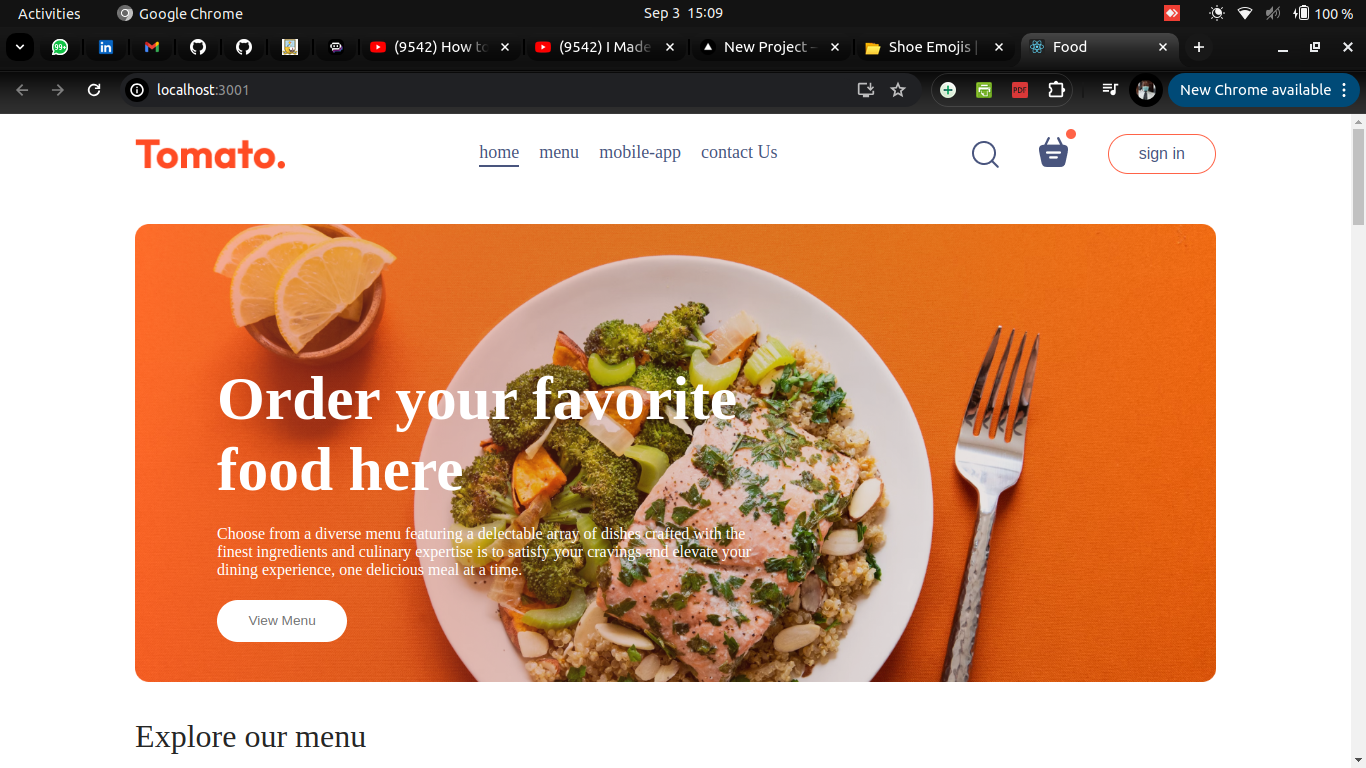 Activities
Google Chrome
Sep 3 15:09
100 %
99+
in
(9542) How to
(9542) I Made
New Project –
Shoe Emojis |
Food
localhost:3001
PDF
New Chrome available
Tomato.
home
menu
mobile-app
contact Us
sign in
Order your favorite
food here
Choose from a diverse menu featuring a delectable array of dishes crafted with the
finest ingredients and culinary expertise is to satisfy your cravings and elevate your
dining experience, one delicious meal at a time.
View Menu
Explore our menu